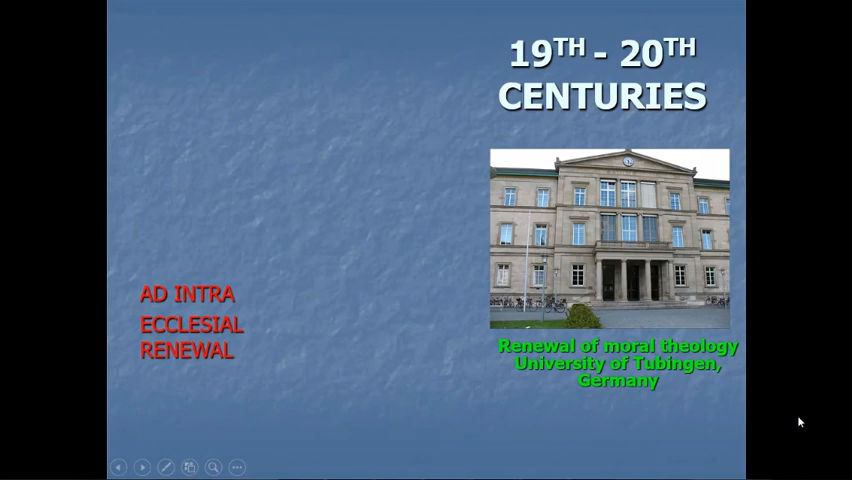 19TH - 20TH
CENTURIES
AD INTRA
ECCLESIAL
RENEWAL
Renewal of moral theology
University of Tubingen,
Germany